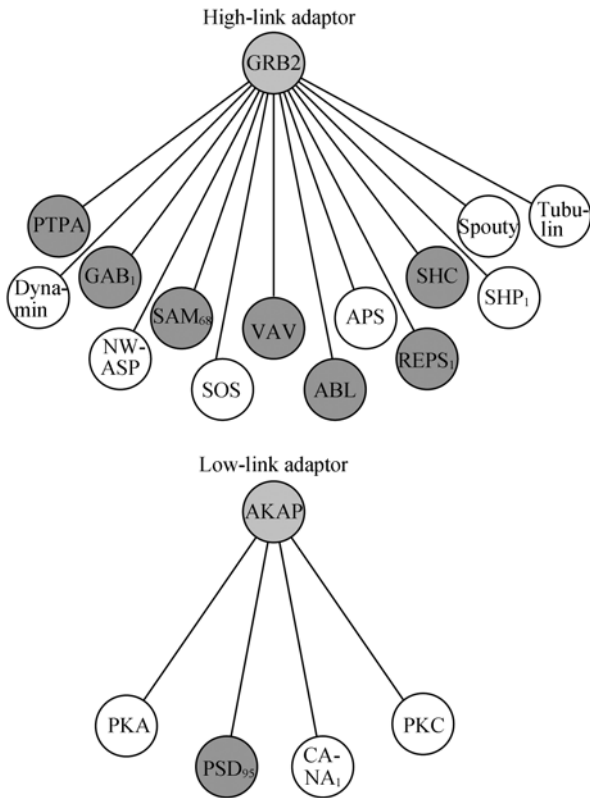 High-link adaptor
GRB2
PTPA
Spouty
Tubu-
lin
Dyna-
min
GAB₁
SHC
SHP₁
SAM₆₈
VAV
APS
NW-
ASP
REPS₁
SOS
ABL
Low-link adaptor
AKAP
PKA
PSD₉₅
CA-
NA₁
PKC